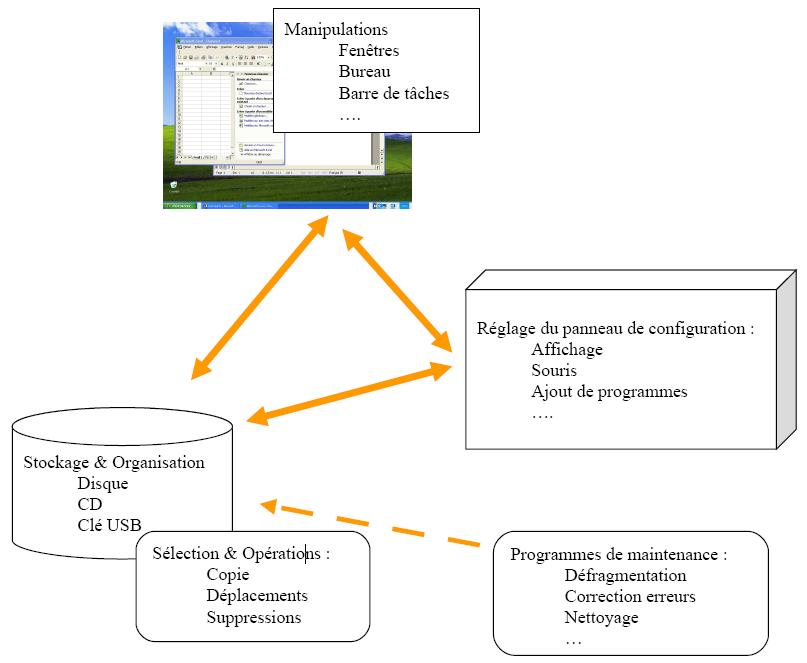 Manipulations
Fenêtres
Bureau
Barre de tâches
….
Réglage du panneau de configuration :
Affichage
Souris
Ajout de programmes
….
Stockage & Organisation
Disque
CD
Clé USB
Sélection & Opérations :
Copie
Déplacements
Suppressions
Programmes de maintenance :
Défragmentation
Correction erreurs
Nettoyage
…